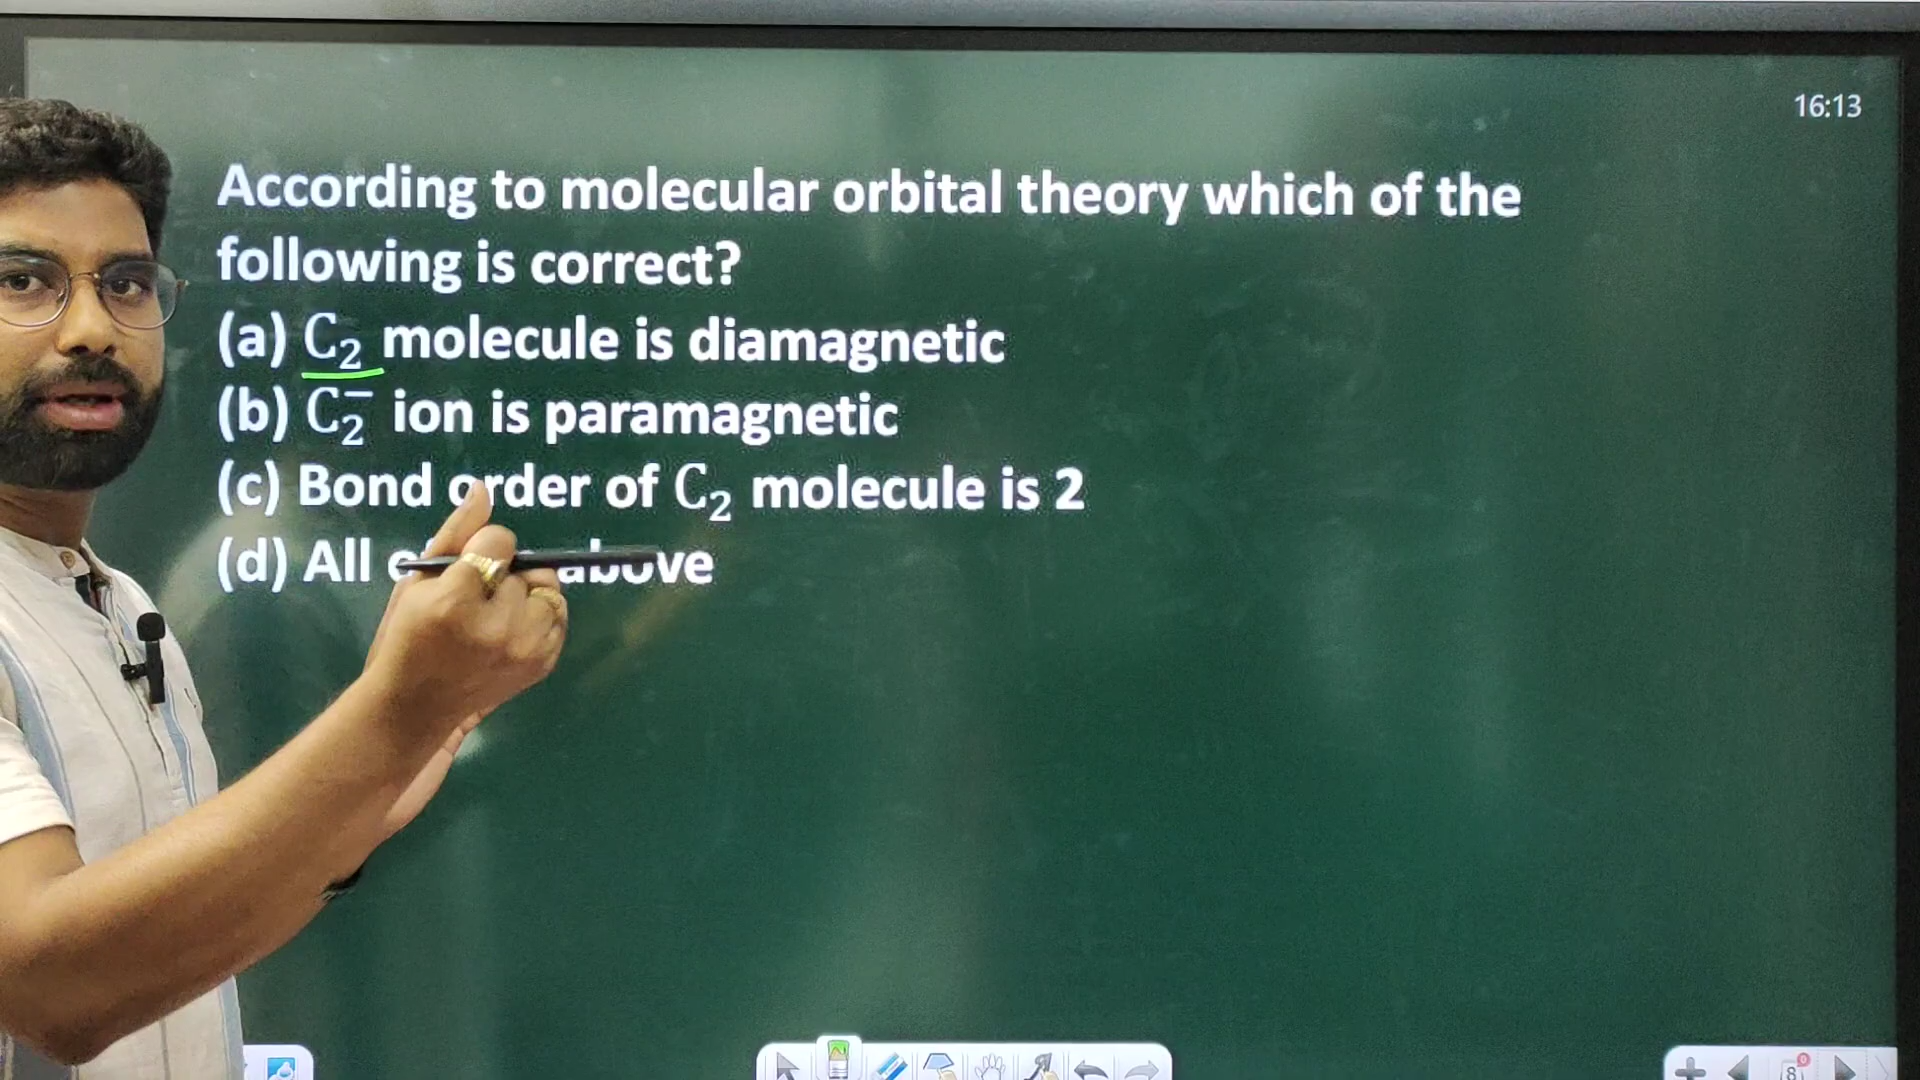 16:13
According to molecular orbital theory which of the
following is correct?
(a) C₂ molecule is diamagnetic
(b) C₂⁻ ion is paramagnetic
(c) Bond order of C₂ molecule is 2
(d) All above
8